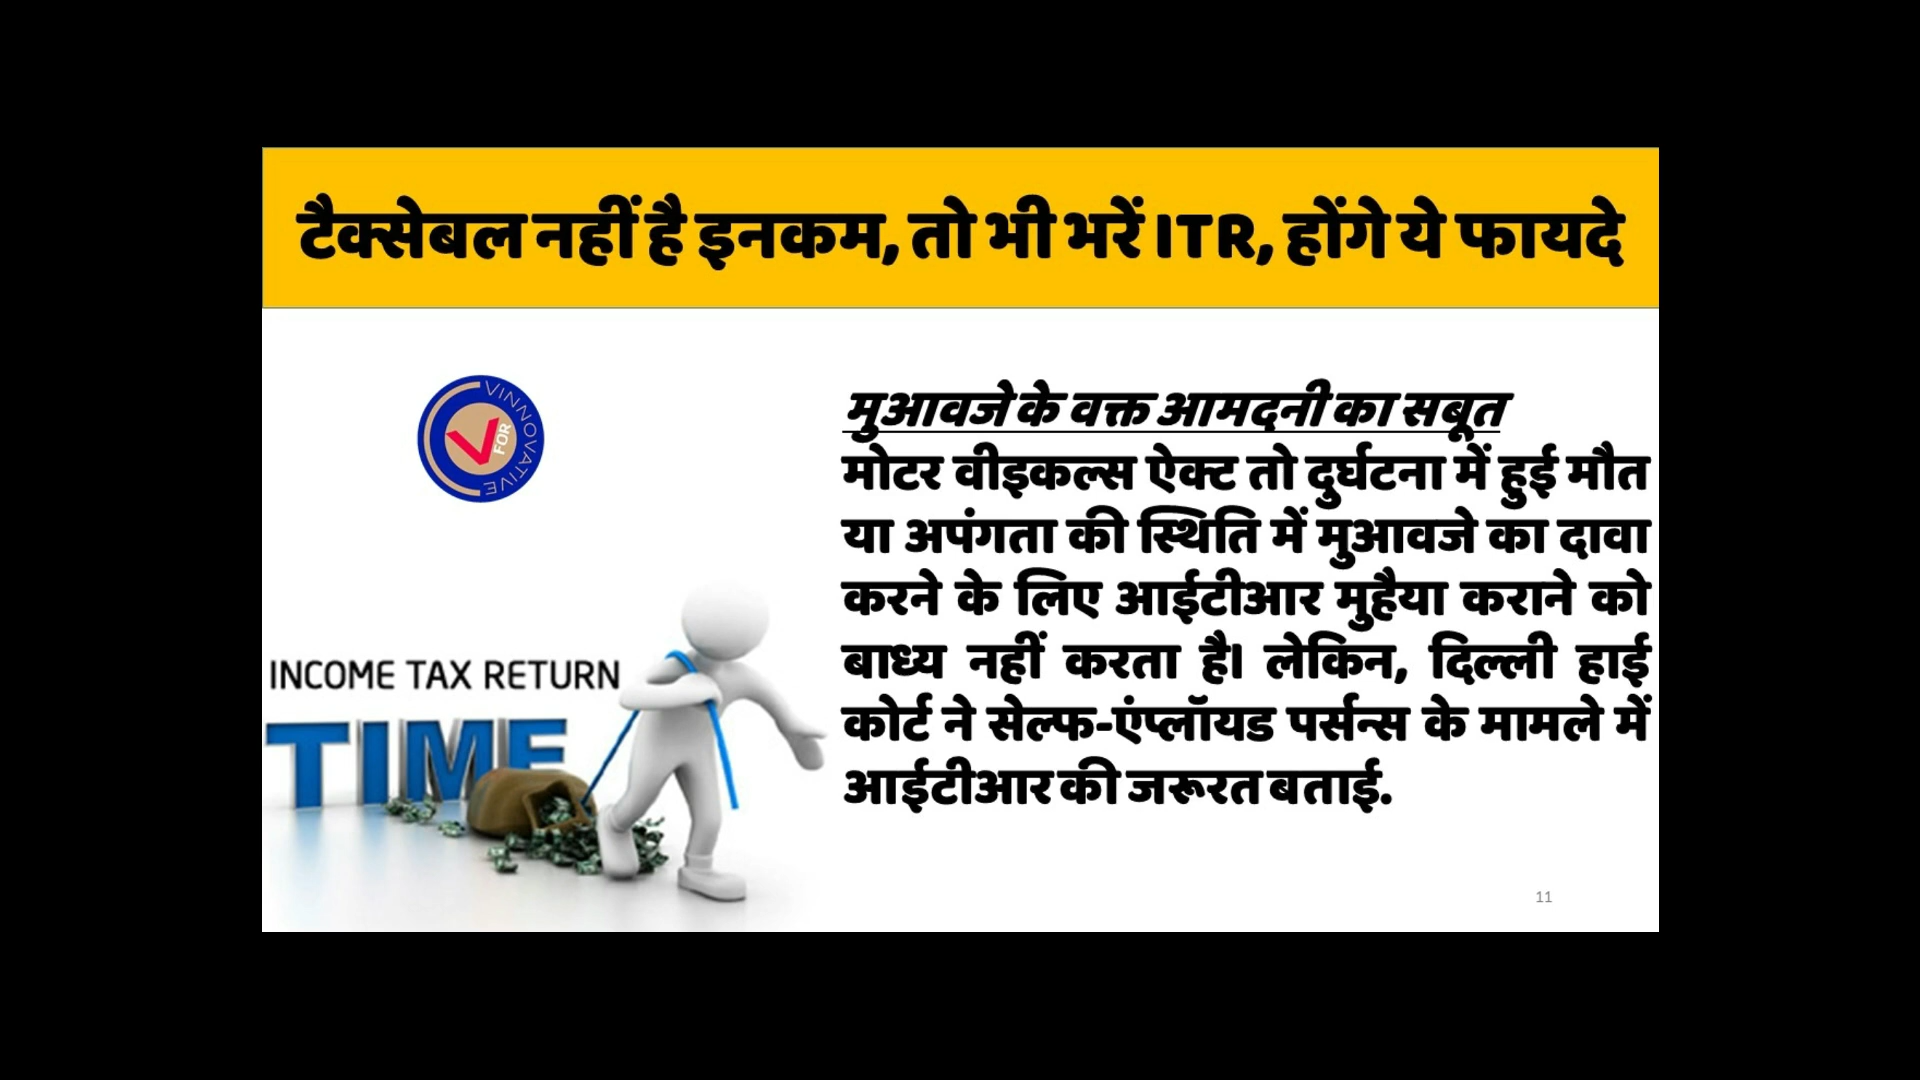 टैक्सेबल नहीं है इनकम, तो भी भरें ITR, होंगे ये फायदे
VINNOVATIVE
V FOR
मुआवजे के वक्त आमदनी का सबूत
मोटर वीइकल्स ऐक्ट तो दुर्घटना में हुई मौत
या अपंगता की स्थिति में मुआवजे का दावा
करने के लिए आईटीआर मुहैया कराने को
बाध्य नहीं करता है। लेकिन, दिल्ली हाई
कोर्ट ने सेल्फ-एंप्लॉयड पर्सन्स के मामले में
आईटीआर की जरूरत बताई.
INCOME TAX RETURN
TIME
11